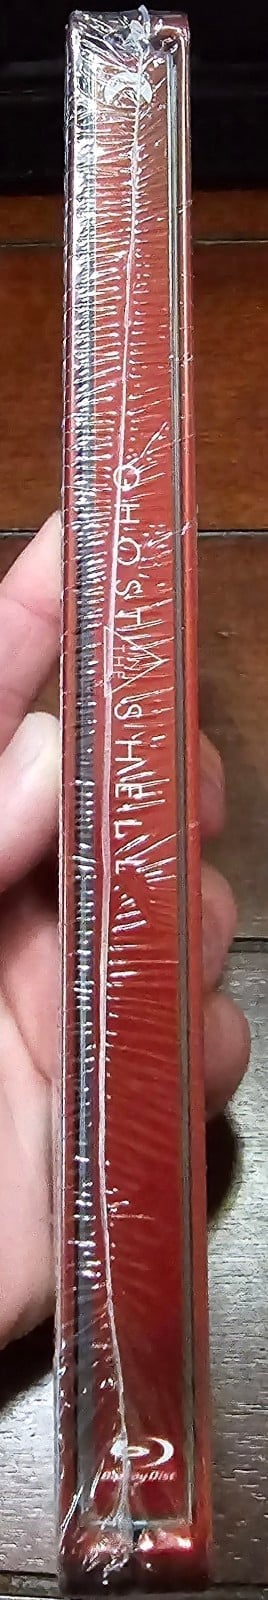 GHOST
IN
THE
SHELL
Blu-ray Disc